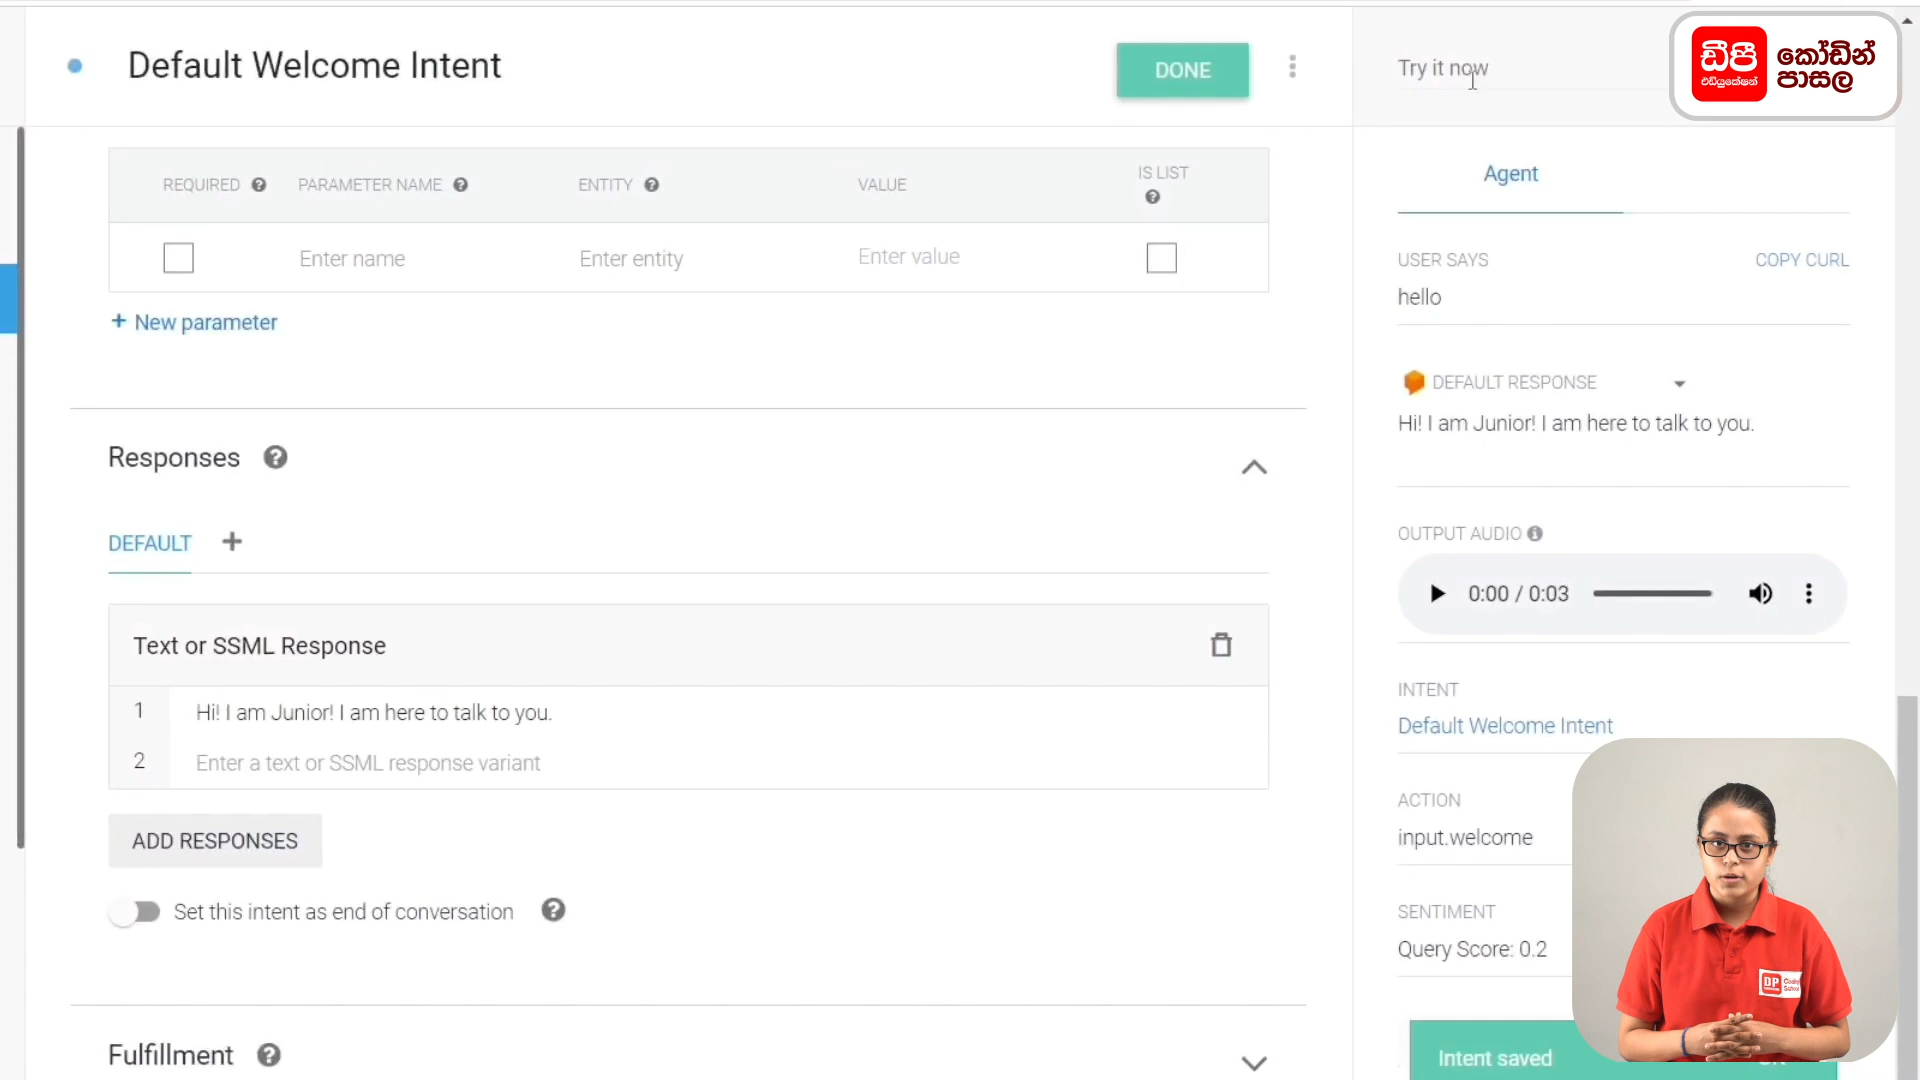 Default Welcome Intent
DONE
Try it now
ඩීපී
එඩියුකේෂන්
කෝඩින්
පාසල
REQUIRED
PARAMETER NAME
ENTITY
VALUE
IS LIST
Enter name
Enter entity
Enter value
+ New parameter
Responses
DEFAULT +
Text or SSML Response
1 Hi! I am Junior! I am here to talk to you.
2 Enter a text or SSML response variant
ADD RESPONSES
Set this intent as end of conversation
Fulfillment
Agent
USER SAYS
COPY CURL
hello
DEFAULT RESPONSE
Hi! I am Junior! I am here to talk to you.
OUTPUT AUDIO
0:00 / 0:03
INTENT
Default Welcome Intent
ACTION
input.welcome
SENTIMENT
Query Score: 0.2
DP
Intent saved